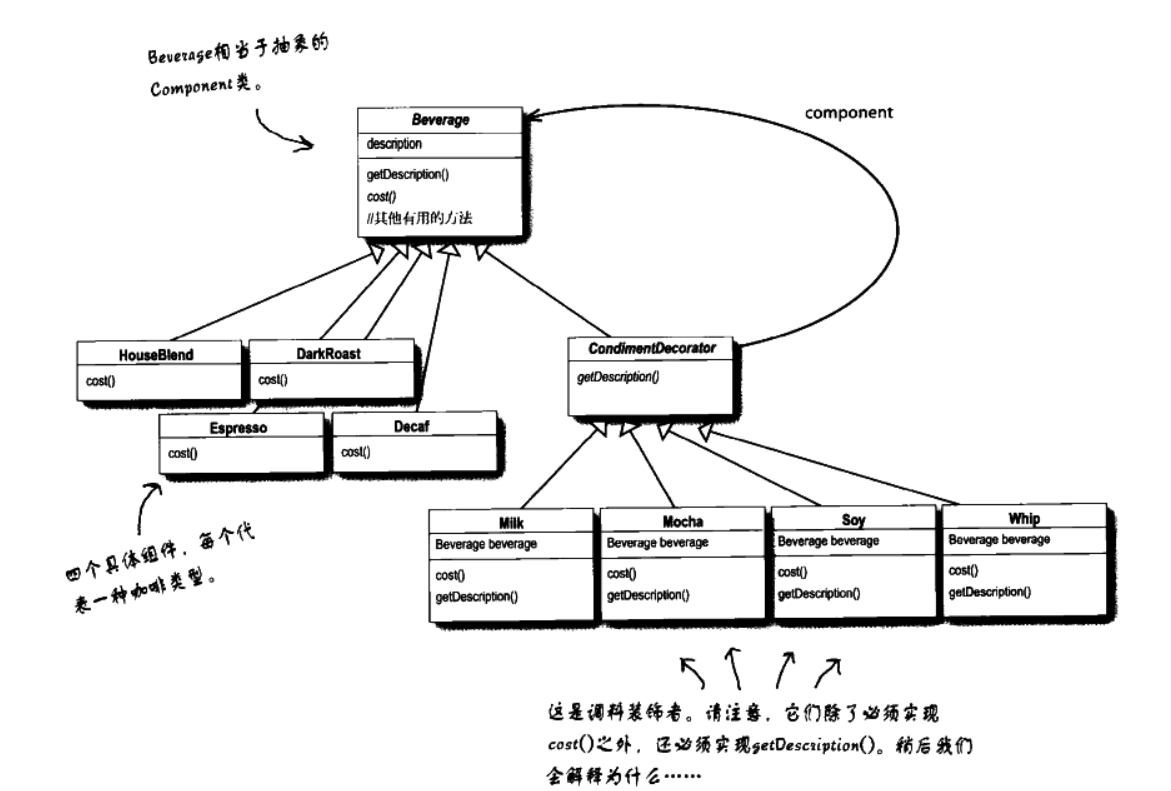 Beverage相当于抽象的
Component类。
component
Beverage
description
getDescription()
cost()
//其他有用的方法
HouseBlend
cost()
DarkRoast
cost()
Espresso
cost()
Decaf
cost()
CondimentDecorator
getDescription()
四个具体组件，每个代
表一种咖啡类型。
Milk
Beverage beverage
cost()
getDescription()
Mocha
Beverage beverage
cost()
getDescription()
Soy
Beverage beverage
cost()
getDescription()
Whip
Beverage beverage
cost()
getDescription()
这是调料装饰者。请注意，它们除了必须实现
cost()之外，还必须实现getDescription()。稍后我们
会解释为什么……